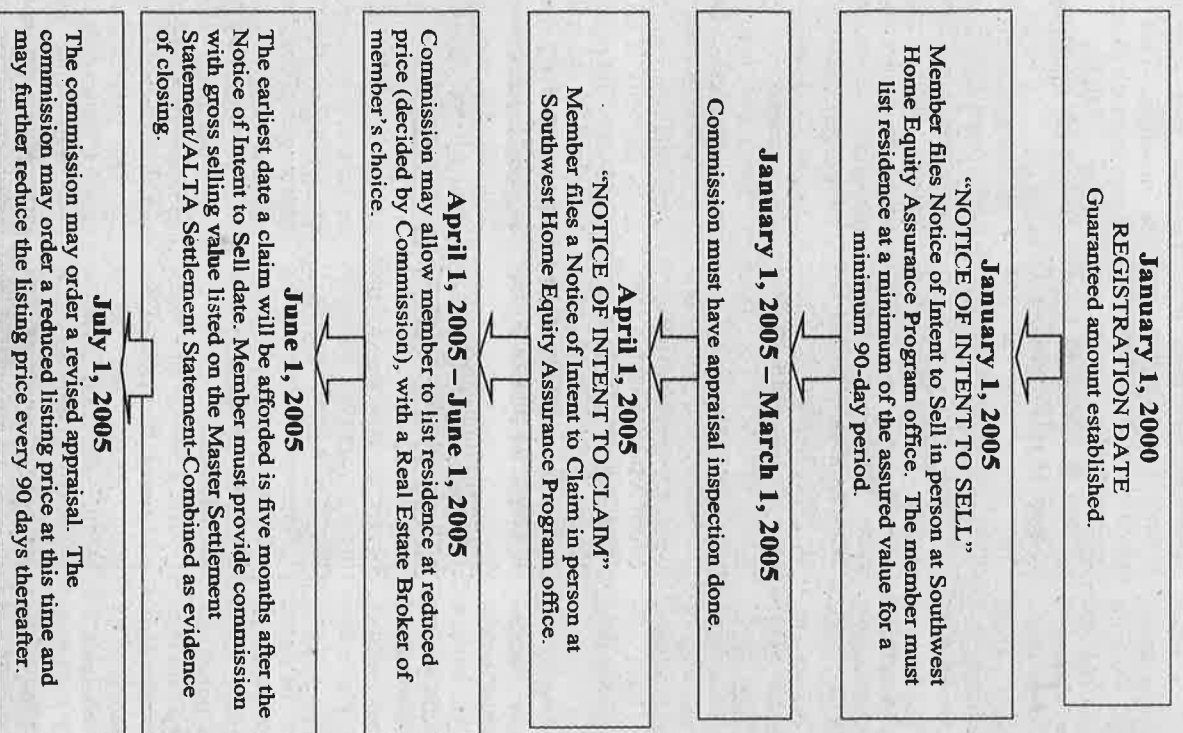 January 1, 2000
REGISTRATION DATE
Guaranteed amount established.
January 1, 2005
“NOTICE OF INTENT TO SELL”
Member files Notice of Intent to Sell in person at Southwest
Home Equity Assurance Program office. The member must
list residence at a minimum of the assured value for a
minimum 90-day period.
January 1, 2005 – March 1, 2005
Commission must have appraisal inspection done.
April 1, 2005
“NOTICE OF INTENT TO CLAIM”
Member files a Notice of Intent to Claim in person at
Southwest Home Equity Assurance Program office.
April 1, 2005 – June 1, 2005
Commission may allow member to list residence at reduced
price (decided by Commission), with a Real Estate Broker of
member’s choice.
June 1, 2005
The earliest date a claim will be afforded is five months after the
Notice of Intent to Sell date. Member must provide commission
with gross selling value listed on the Master Settlement
Statement/ALTA Settlement Statement-Combined as evidence
of closing.
July 1, 2005
The commission may order a revised appraisal. The
commission may order a reduced listing price at this time and
may further reduce the listing price every 90 days thereafter.